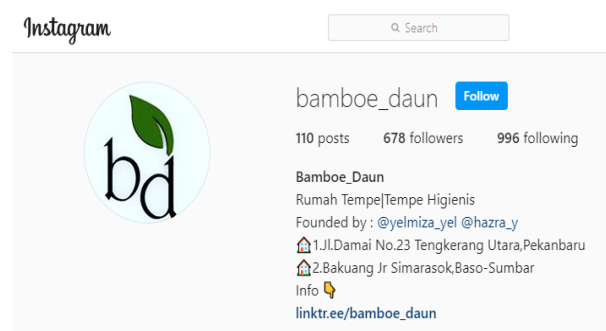 Instagram
Search
bd
bamboe_daun Follow
110 posts 678 followers 996 following
Bamboe_Daun
Rumah Tempe|Tempe Higienis
Founded by : @yelmiza_yel @hazra_y
🏠1.Jl.Damai No.23 Tengkerang Utara,Pekanbaru
🏠2.Bakuang Jr Simarasok,Baso-Sumbar
Info 👇
linktr.ee/bamboe_daun